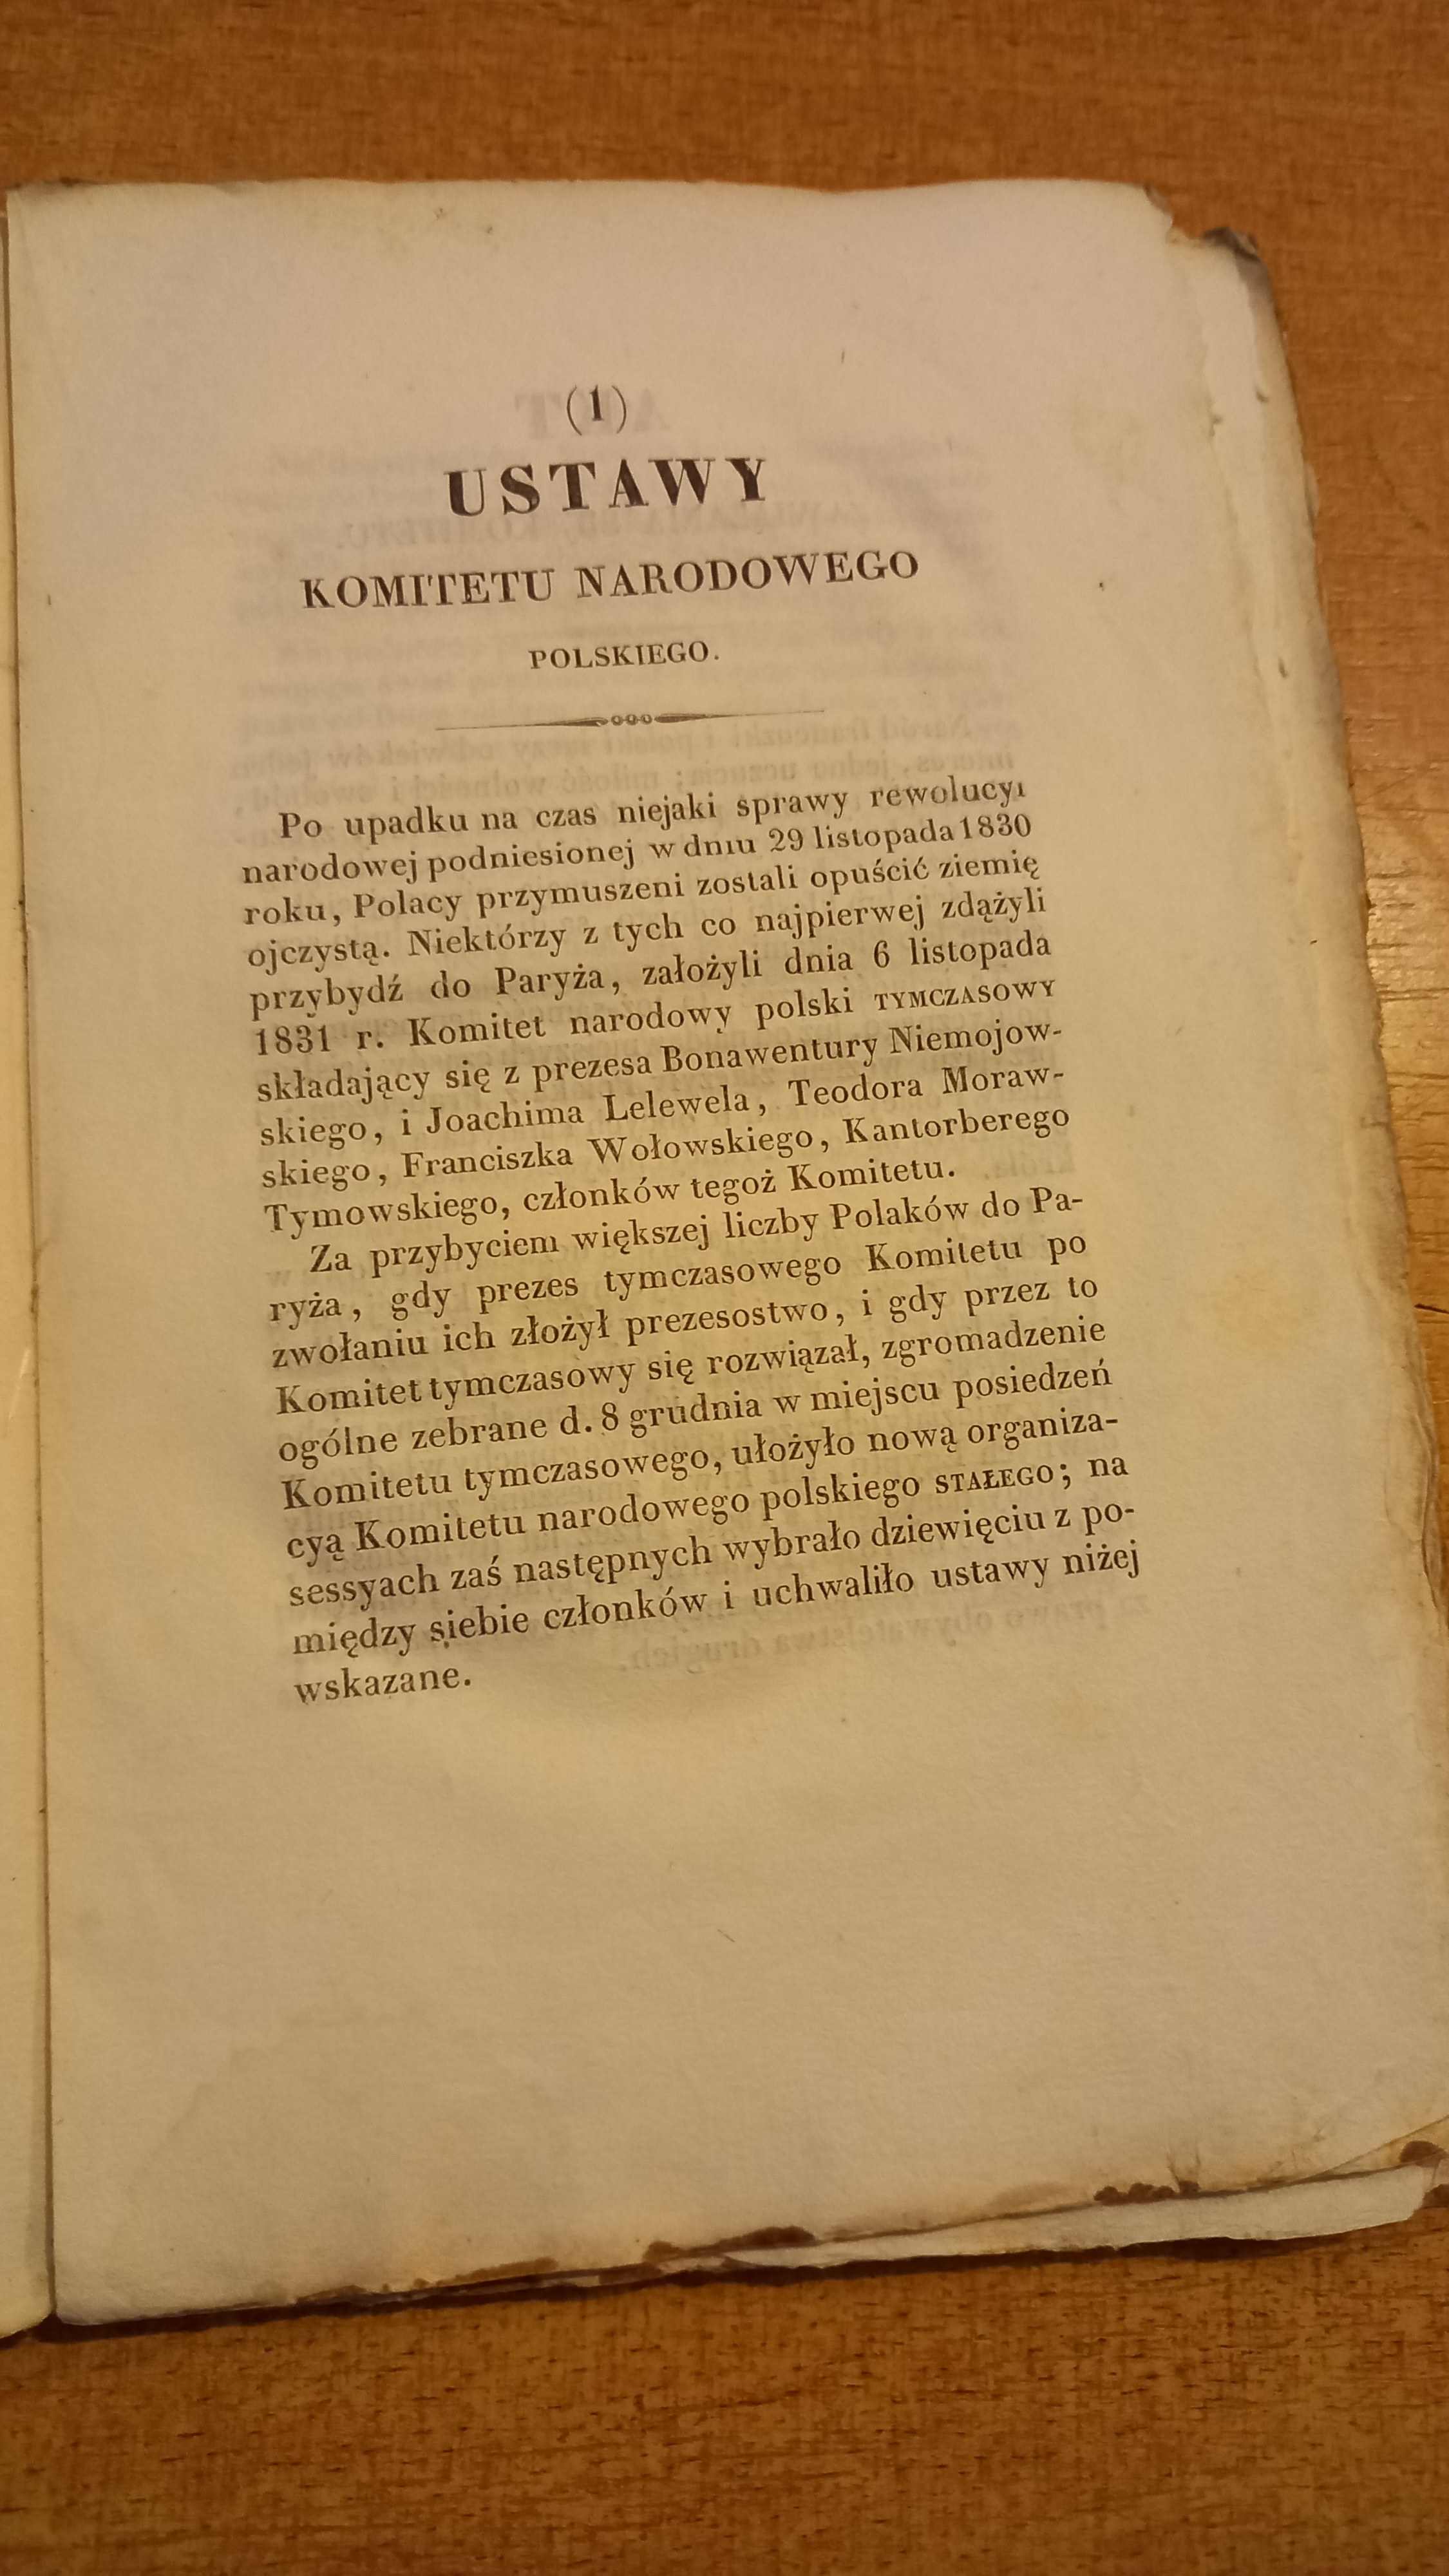 (1)
USTAWY
KOMITETU NARODOWEGO
POLSKIEGO.
Po upadku na czas niejaki sprawy rewolucyi
narodowej podniesionej w dniu 29 listopada 1830
roku, Polacy przymuszeni zostali opuścić ziemię
ojczystą. Niektórzy z tych co najpierwej zdążyli
przybydź do Paryża, założyli dnia 6 listopada
1831 r. Komitet narodowy polski TYMCZASOWY
składający się z prezesa Bonawentury Niemojow-
skiego, i Joachima Lelewela, Teodora Moraw-
skiego, Franciszka Wołowskiego, Kantorberego
Tymowskiego, członków tegoż Komitetu.
Za przybyciem większej liczby Polaków do Pa-
ryża, gdy prezes tymczasowego Komitetu po
zwołaniu ich złożył prezesostwo, i gdy przez to
Komitet tymczasowy się rozwiązał, zgromadzenie
ogólne zebrane d. 8 grudnia w miejscu posiedzeń
Komitetu tymczasowego, ułożyło nową organiza-
cyą Komitetu narodowego polskiego STAŁEGO; na
sessyach zaś następnych wybrało dziewięciu z po-
między siebie członków i uchwaliło ustawy niżej
wskazane.